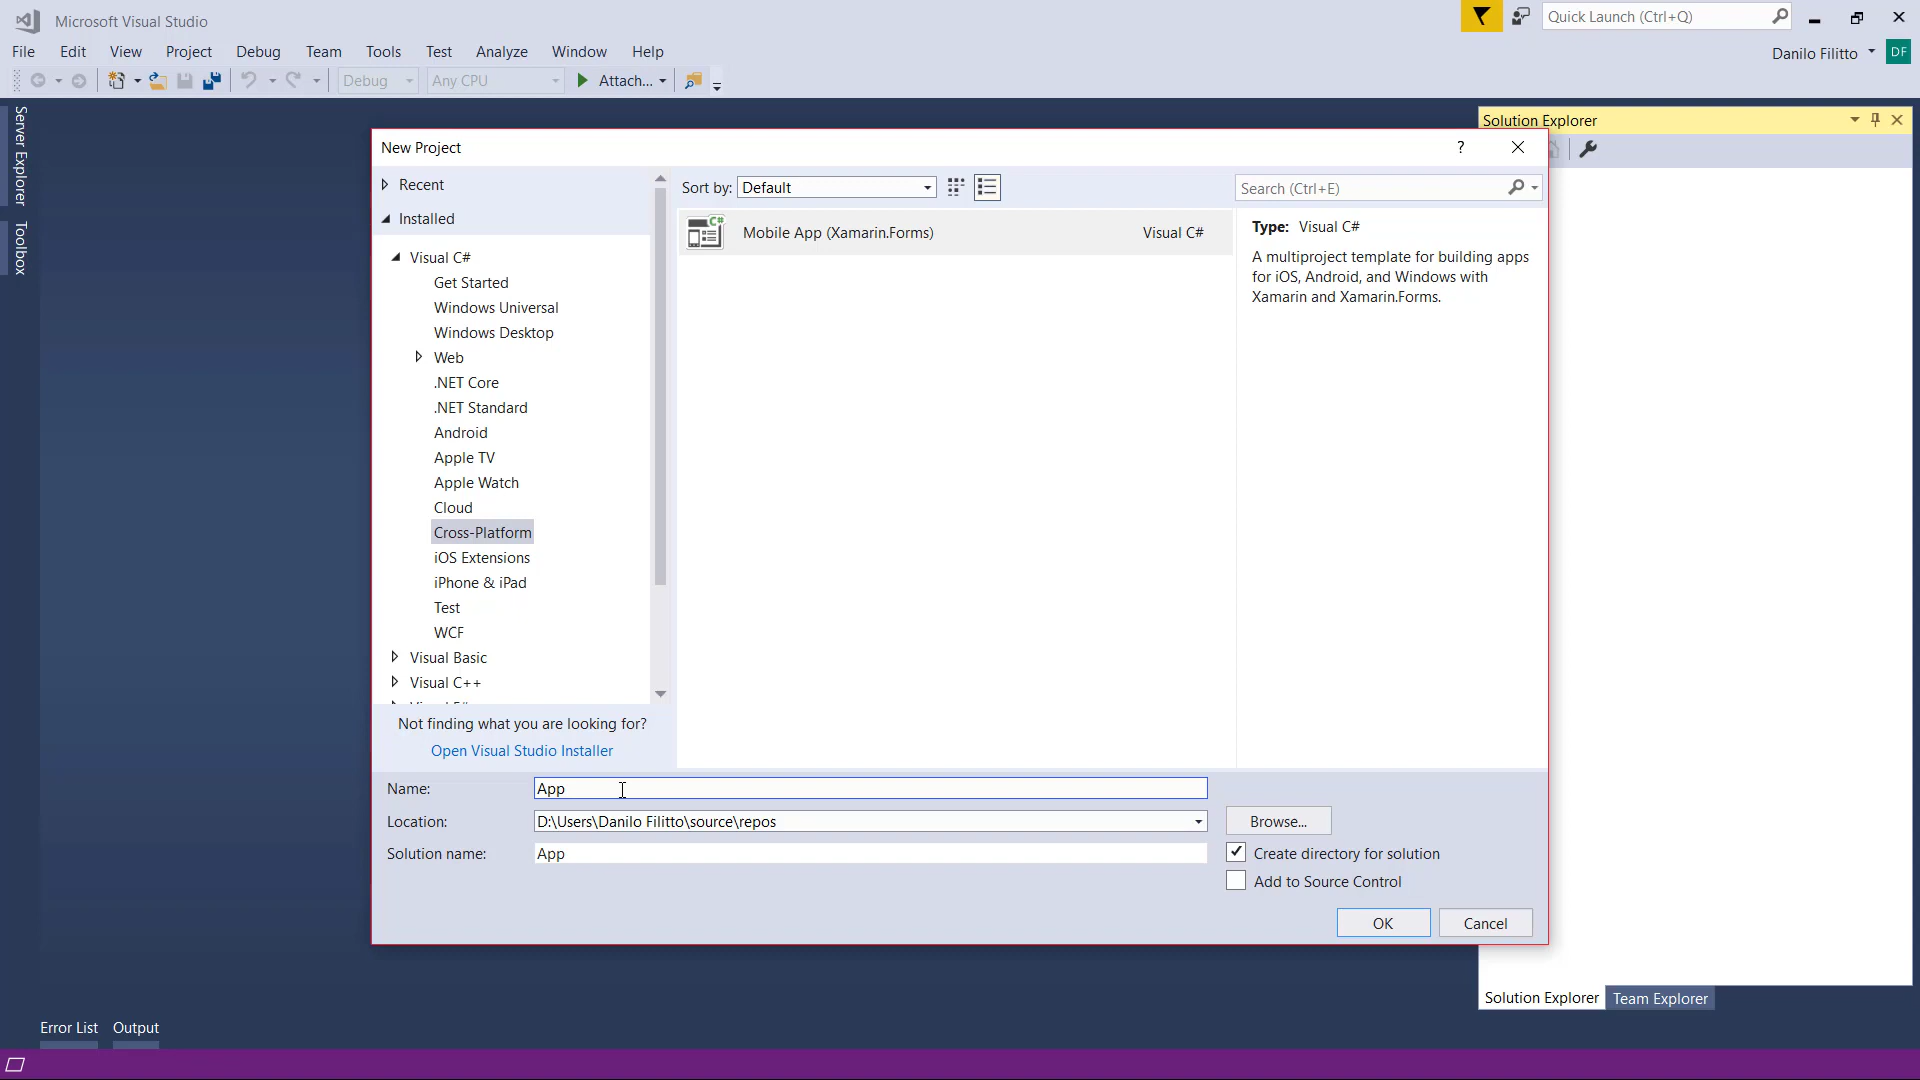 Microsoft Visual Studio
Quick Launch (Ctrl+Q)
File Edit View Project Debug Team Tools Test Analyze Window Help
Danilo Filitto DF
Debug Any CPU Attach...
Server Explorer
Toolbox
Solution Explorer
New Project
?
Recent
Sort by: Default
Search (Ctrl+E)
Installed
Visual C#
Get Started
Windows Universal
Windows Desktop
Web
.NET Core
.NET Standard
Android
Apple TV
Apple Watch
Cloud
Cross-Platform
iOS Extensions
iPhone & iPad
Test
WCF
Visual Basic
Visual C++
C# Mobile App (Xamarin.Forms) Visual C#
Type: Visual C#
A multiproject template for building apps
for iOS, Android, and Windows with
Xamarin and Xamarin.Forms.
Not finding what you are looking for?
Open Visual Studio Installer
Name: App
Location: D:\Users\Danilo Filitto\source\repos Browse...
Solution name: App
Create directory for solution
Add to Source Control
OK Cancel
Solution Explorer Team Explorer
Error List Output